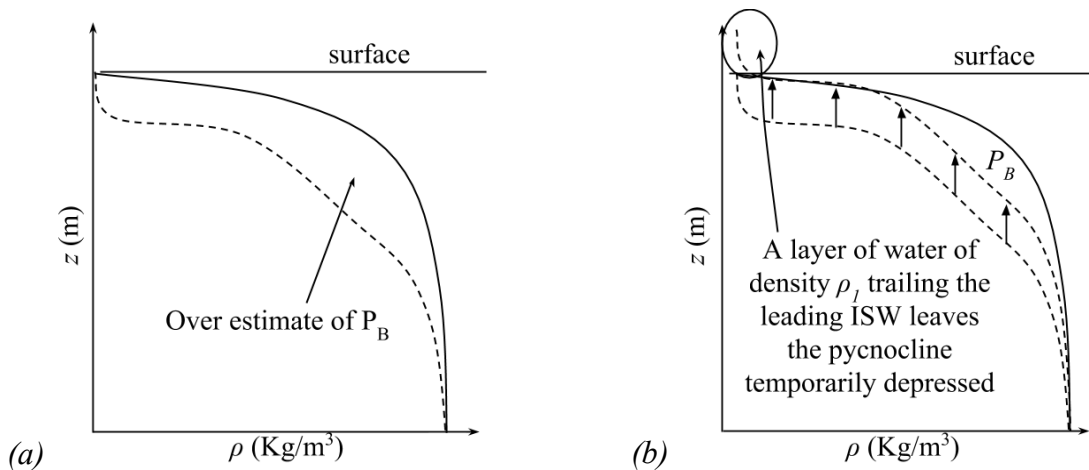 surface
z (m)
Over estimate of P_B
ρ (Kg/m³)
(a)
surface
z (m)
P_B
A layer of water of
density ρ_1 trailing the
leading ISW leaves
the pycnocline
temporarily depressed
ρ (Kg/m³)
(b)